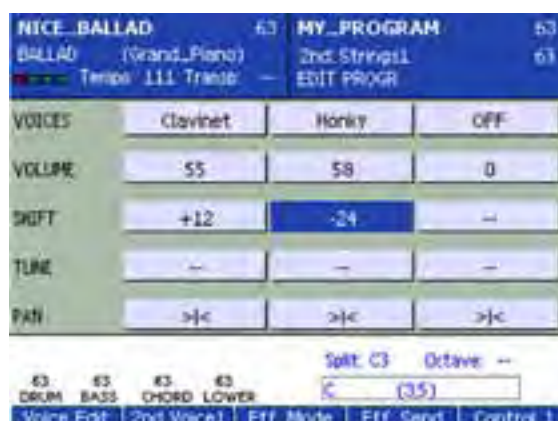 NICE_BALLAD 63 MY_PROGRAM 63
BALLAD (Grand_Piano) 2nd: Strings1 63
Tempo 111 Transp: -- EDIT PROGR
VOICES Clavinet Honky OFF
VOLUME 55 58 0
SHIFT +12 -24 --
TUNE -- -- --
PAN >|< >|< >|<
Split: C3 Octave: --
63 63 63 63
DRUM BASS CHORD LOWER C (35)
Voice Edit 2nd Voice1 Eff Mode Eff Send Control 1